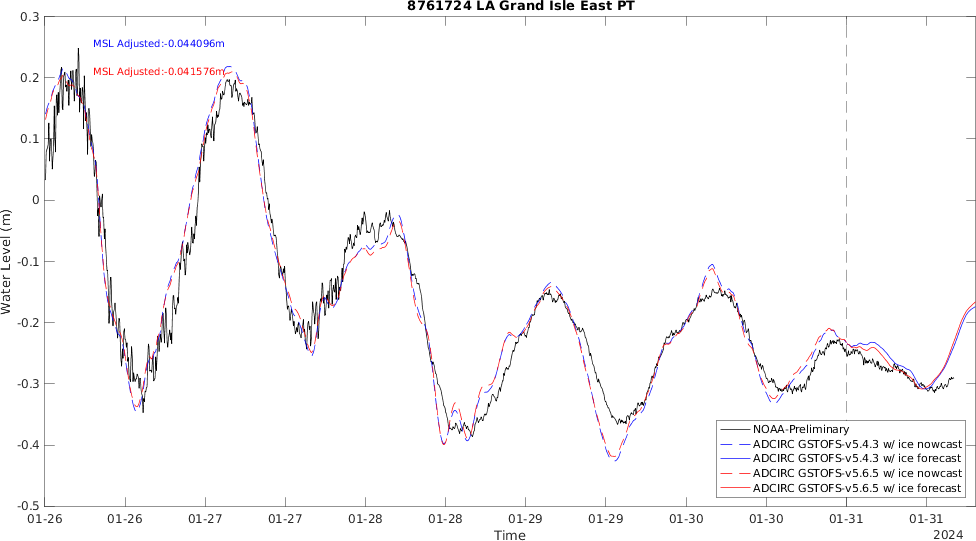 8761724 LA Grand Isle East PT
0.3
0.2
0.1
0
-0.1
-0.2
-0.3
-0.4
-0.5
Water Level (m)
MSL Adjusted:-0.044096m
MSL Adjusted:-0.041576m
NOAA-Preliminary
ADCIRC GSTOFS-v5.4.3 w/ ice nowcast
ADCIRC GSTOFS-v5.4.3 w/ ice forecast
ADCIRC GSTOFS-v5.6.5 w/ ice nowcast
ADCIRC GSTOFS-v5.6.5 w/ ice forecast
01-26 01-26 01-27 01-27 01-28 01-28 01-29 01-29 01-30 01-30 01-31 01-31
Time
2024